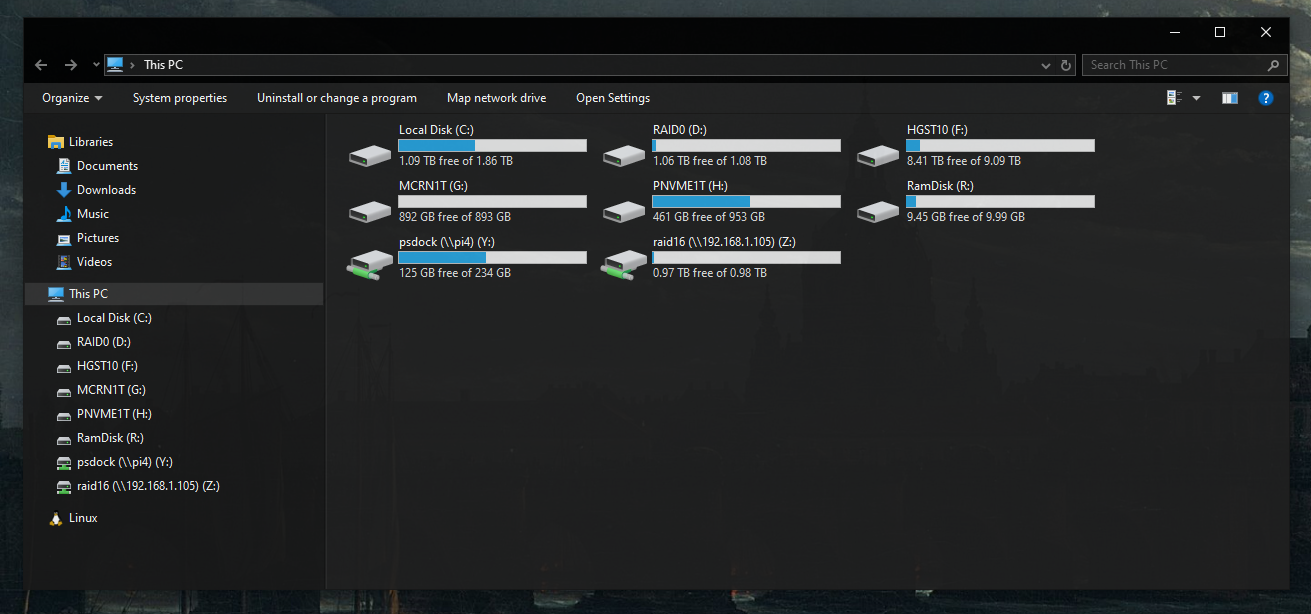 This PC
Search This PC
Organize System properties Uninstall or change a program Map network drive Open Settings
Libraries
Documents
Downloads
Music
Pictures
Videos
This PC
Local Disk (C:)
RAID0 (D:)
HGST10 (F:)
MCRN1T (G:)
PNVME1T (H:)
RamDisk (R:)
psdock (\\pi4) (Y:)
raid16 (\\192.168.1.105) (Z:)
Linux
Local Disk (C:)
1.09 TB free of 1.86 TB
RAID0 (D:)
1.06 TB free of 1.08 TB
HGST10 (F:)
8.41 TB free of 9.09 TB
MCRN1T (G:)
892 GB free of 893 GB
PNVME1T (H:)
461 GB free of 953 GB
RamDisk (R:)
9.45 GB free of 9.99 GB
psdock (\\pi4) (Y:)
125 GB free of 234 GB
raid16 (\\192.168.1.105) (Z:)
0.97 TB free of 0.98 TB